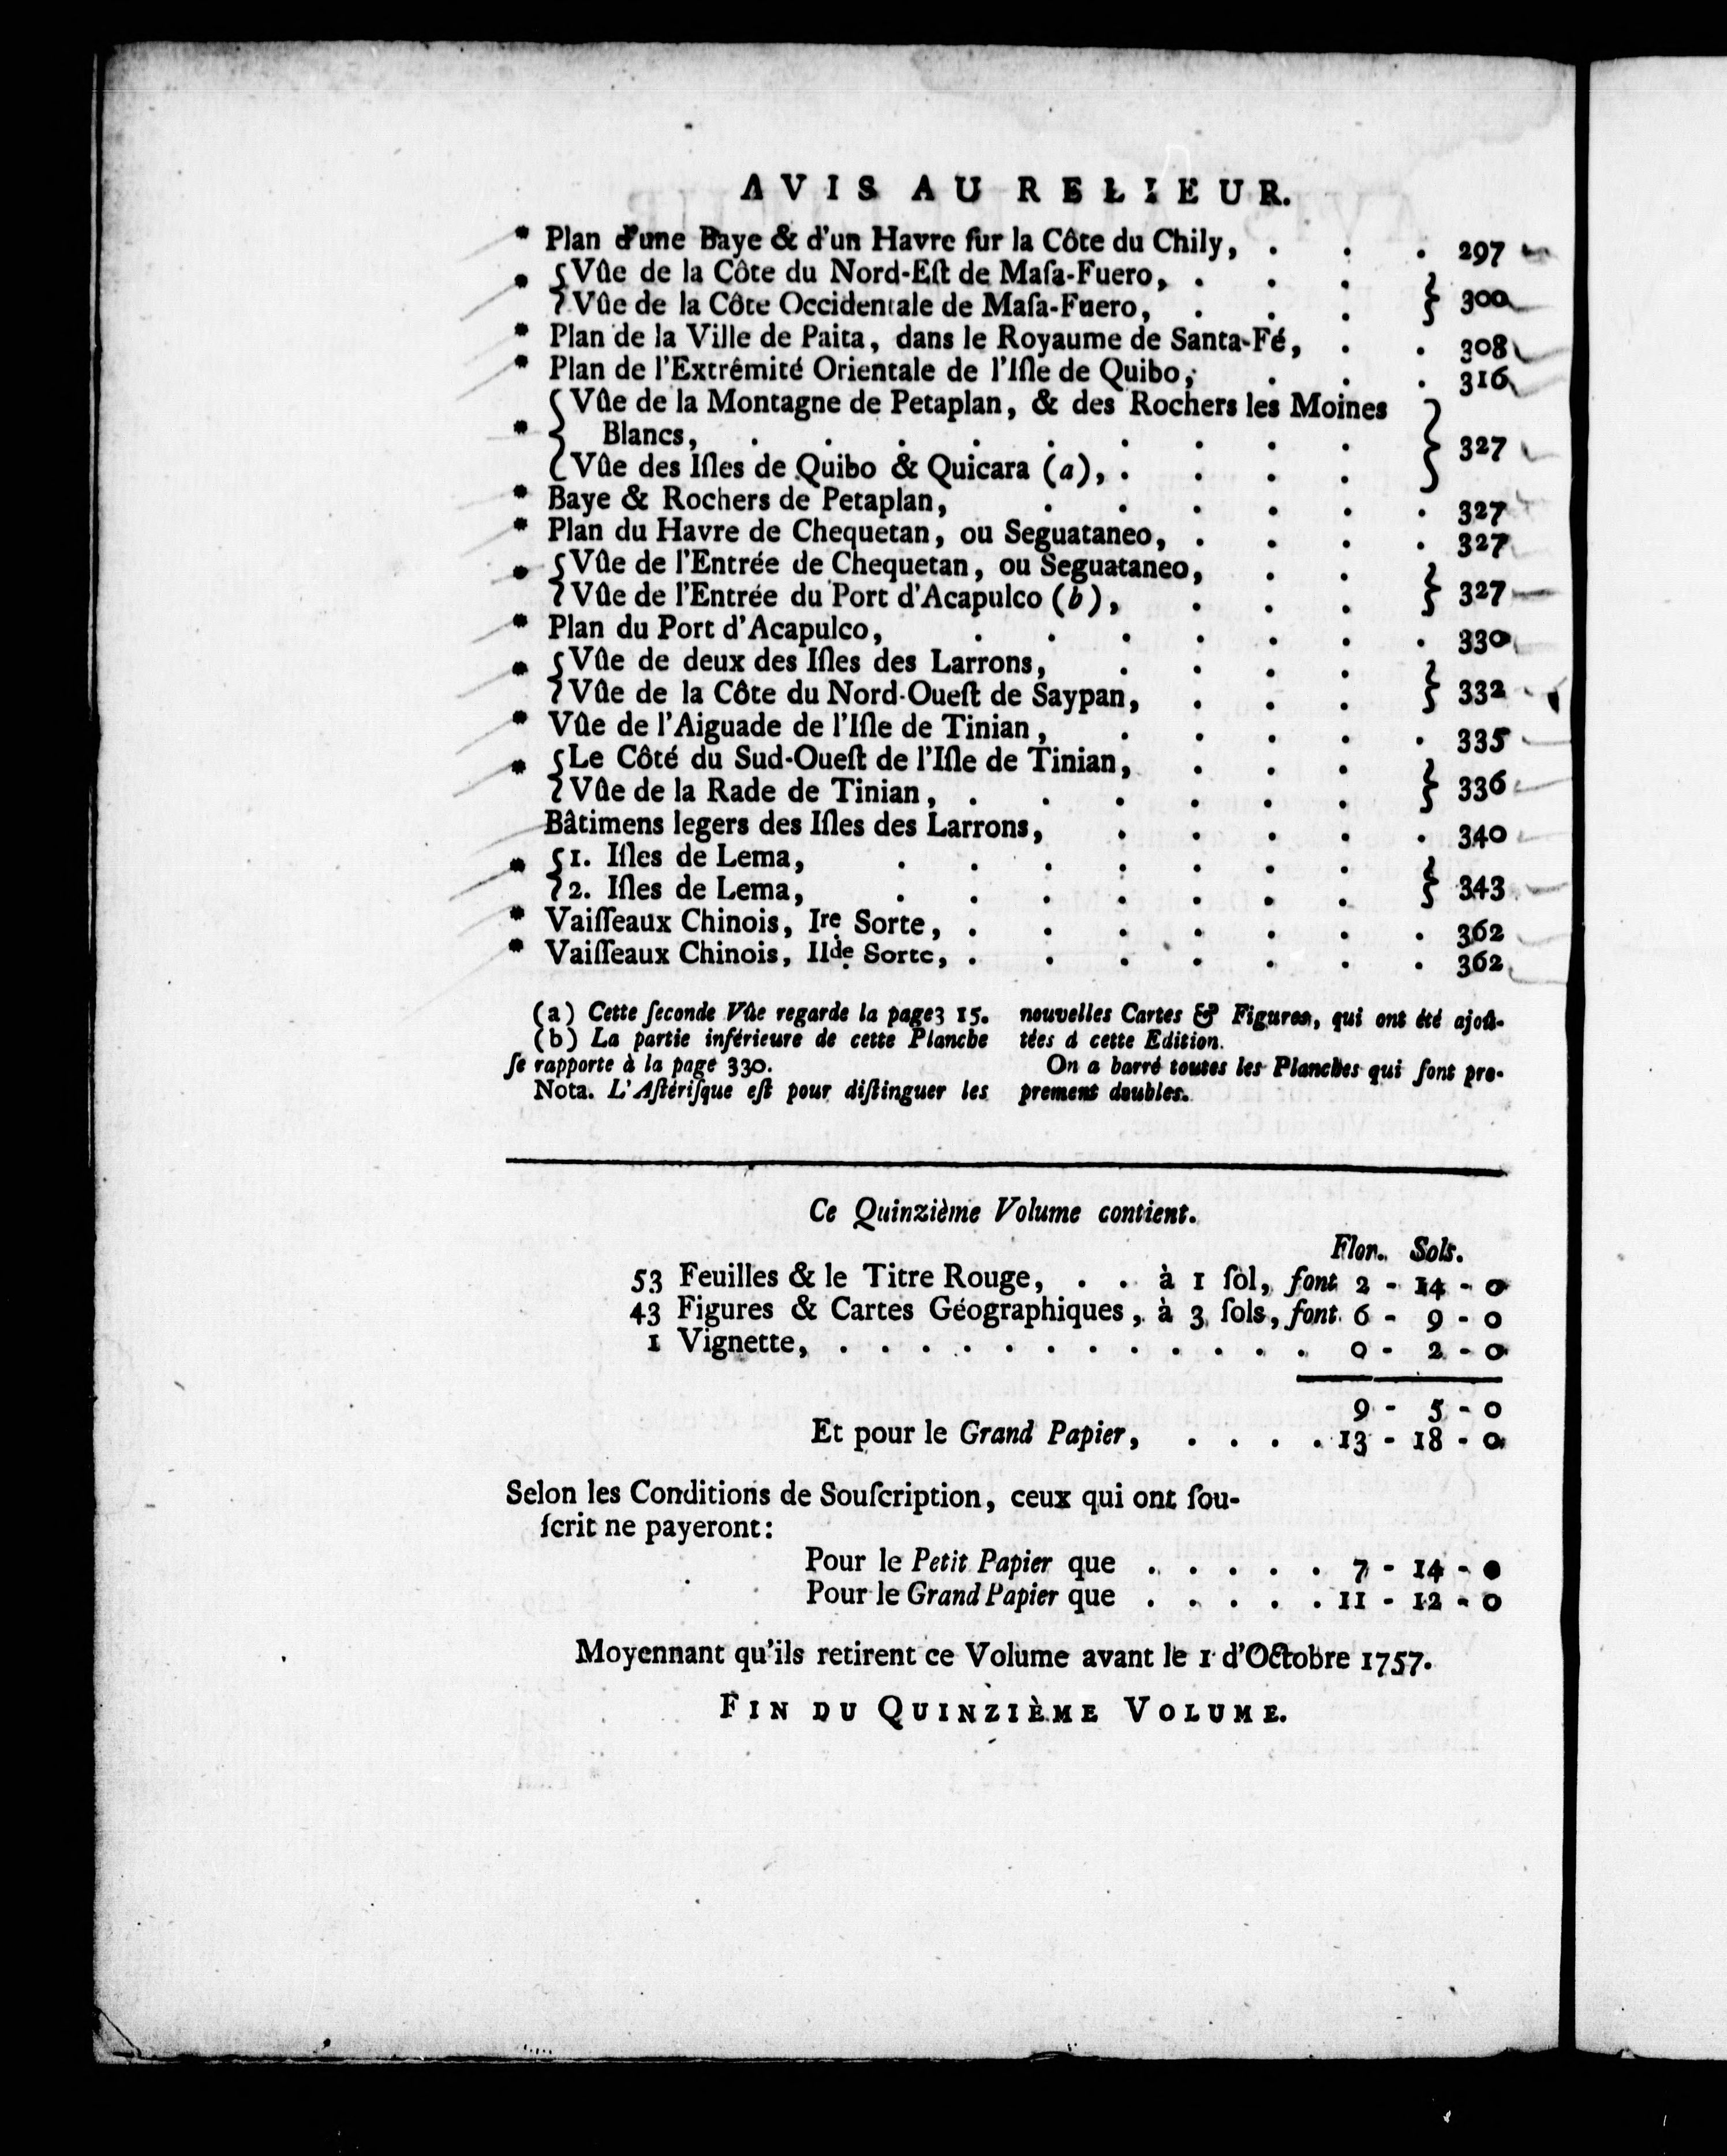 AVIS AU RELIEUR.
* Plan d'une Baye & d'un Havre ſur la Côte du Chily, . . . 297
* { Vûe de la Côte du Nord-Eſt de Maſa-Fuero, . . .
{ Vûe de la Côte Occidentale de Maſa-Fuero, . . . } 300
* Plan de la Ville de Paita, dans le Royaume de Santa-Fé, . . 308
* Plan de l'Extrêmité Orientale de l'Iſle de Quibo, . . . 316
{ Vûe de la Montagne de Petaplan, & des Rochers les Moines
* { Blancs, . . . . . . . . . } 327
{ Vûe des Iſles de Quibo & Quicara (a), . . . .
* Baye & Rochers de Petaplan, . . . . . . 327
* Plan du Havre de Chequetan, ou Seguataneo, . . . . 327
* { Vûe de l'Entrée de Chequetan, ou Seguataneo, . .
{ Vûe de l'Entrée du Port d'Acapulco (b), . . . } 327
* Plan du Port d'Acapulco, . . . . . . . 330
* { Vûe de deux des Iſles des Larrons, . . . .
{ Vûe de la Côte du Nord-Oueſt de Saypan, . . . } 332
* Vûe de l'Aiguade de l'Iſle de Tinian, . . . . . 335
* { Le Côté du Sud-Oueſt de l'Iſle de Tinian, . . .
{ Vûe de la Rade de Tinian, . . . . . . } 336
Bâtimens legers des Iſles des Larrons, . . . . . 340
* { 1. Iſles de Lema, . . . . . . .
{ 2. Iſles de Lema, . . . . . . . } 343
* Vaiſſeaux Chinois, Ire Sorte, . . . . . . . 362
* Vaiſſeaux Chinois, IIde Sorte, . . . . . . . 362
(a) Cette ſeconde Vûe regarde la page3 15.
(b) La partie inférieure de cette Planche
ſe rapporte à la page 330.
Nota. L'Aſtériſque eſt pour diſtinguer les
nouvelles Cartes & Figures, qui ont été ajoû-
tées à cette Edition.
On a barré toutes les Planches qui ſont pro-
prement doubles.
Ce Quinzième Volume contient.
Flor. Sols.
53 Feuilles & le Titre Rouge, . . à 1 ſol, font 2 - 14 - 0
43 Figures & Cartes Géographiques, à 3 ſols, font 6 - 9 - 0
1 Vignette, . . . . . . . . . . . . 0 - 2 - 0
9 - 5 - 0
Et pour le Grand Papier, . . . . 13 - 18 - 0
Selon les Conditions de Souſcription, ceux qui ont ſou-
ſcrit ne payeront:
Pour le Petit Papier que . . . . . 7 - 14 - 0
Pour le Grand Papier que . . . . . 11 - 12 - 0
Moyennant qu'ils retirent ce Volume avant le 1 d'Octobre 1757.
FIN DU QUINZIÈME VOLUME.